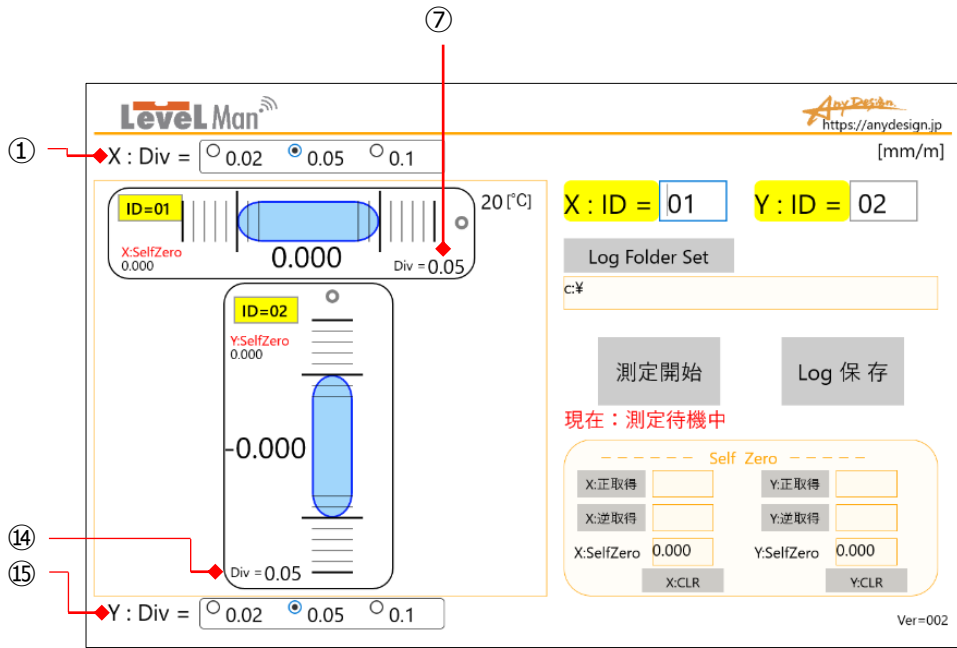 ⑦
LeveL Man
Any Design
https://anydesign.jp
①
X : Div = 0.02 0.05 0.1
[mm/m]
ID=01
20 [℃]
X:SelfZero
0.000
0.000
Div = 0.05
X : ID = 01
Y : ID = 02
Log Folder Set
c:¥
ID=02
Y:SelfZero
0.000
-0.000
Div = 0.05
⑭
⑮
Y : Div = 0.02 0.05 0.1
測定開始
Log 保 存
現在：測定待機中
Self Zero
X:正取得
Y:正取得
X:逆取得
Y:逆取得
X:SelfZero 0.000
Y:SelfZero 0.000
X:CLR
Y:CLR
Ver=002